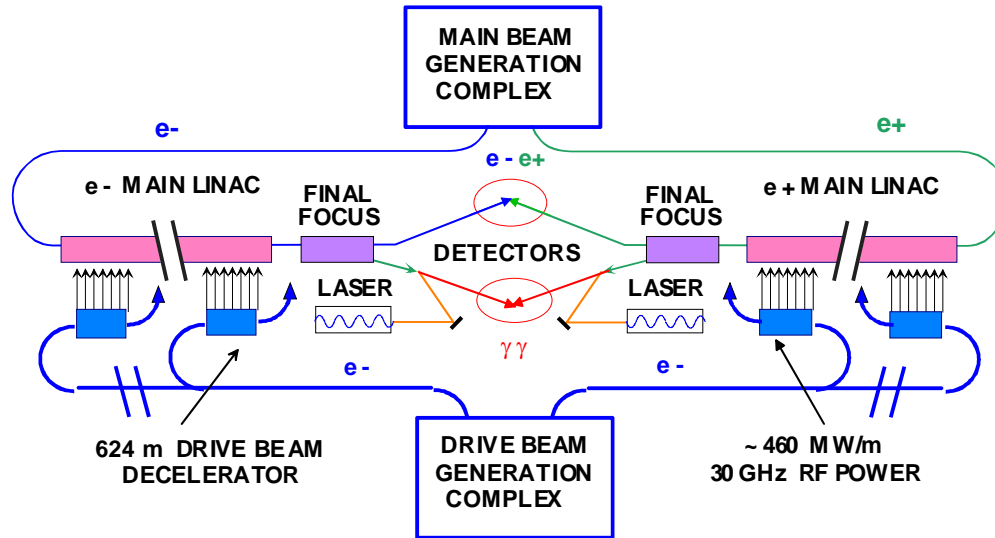 MAIN BEAM
GENERATION
COMPLEX
e-
e+
e - e+
e - MAIN LINAC
e + MAIN LINAC
FINAL
FOCUS
FINAL
FOCUS
DETECTORS
LASER
LASER
γ γ
e -
e -
624 m DRIVE BEAM
DECELERATOR
DRIVE BEAM
GENERATION
COMPLEX
~ 460 MW/m
30 GHz RF POWER